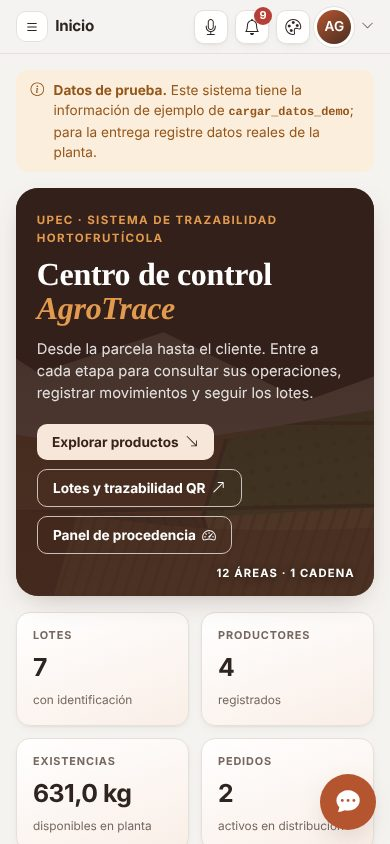 Inicio
9
AG
Datos de prueba. Este sistema tiene la
información de ejemplo de cargar_datos_demo;
para la entrega registre datos reales de la
planta.
UPEC · SISTEMA DE TRAZABILIDAD
HORTOFRUTÍCOLA
Centro de control
AgroTrace
Desde la parcela hasta el cliente. Entre a
cada etapa para consultar sus operaciones,
registrar movimientos y seguir los lotes.
Explorar productos
Lotes y trazabilidad QR
Panel de procedencia
12 ÁREAS · 1 CADENA
LOTES
7
con identificación
PRODUCTORES
4
registrados
EXISTENCIAS
631,0 kg
disponibles en planta
PEDIDOS
2
activos en distribución